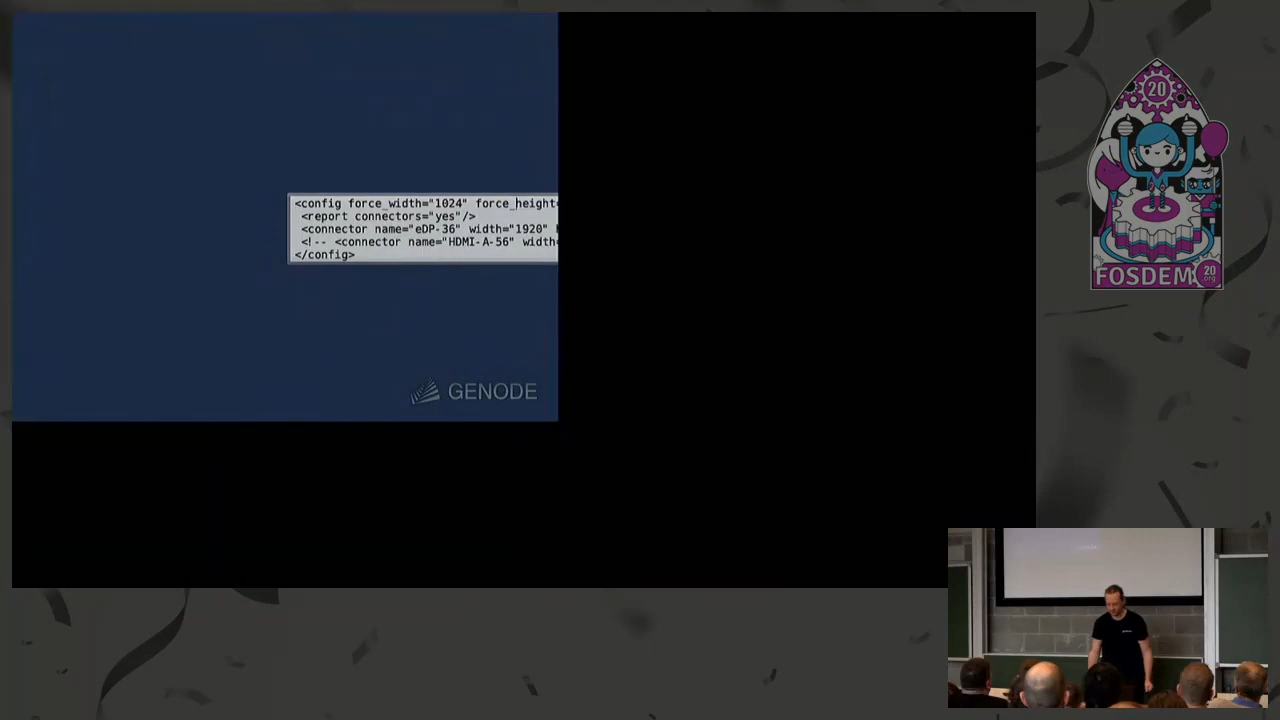 <config force_width="1024" force_height=
<report connectors="yes"/>
<connector name="eDP-36" width="1920"
<!-- <connector name="HDMI-A-56" width=
</config>
GENODE
20
FOSDEM
20
.org